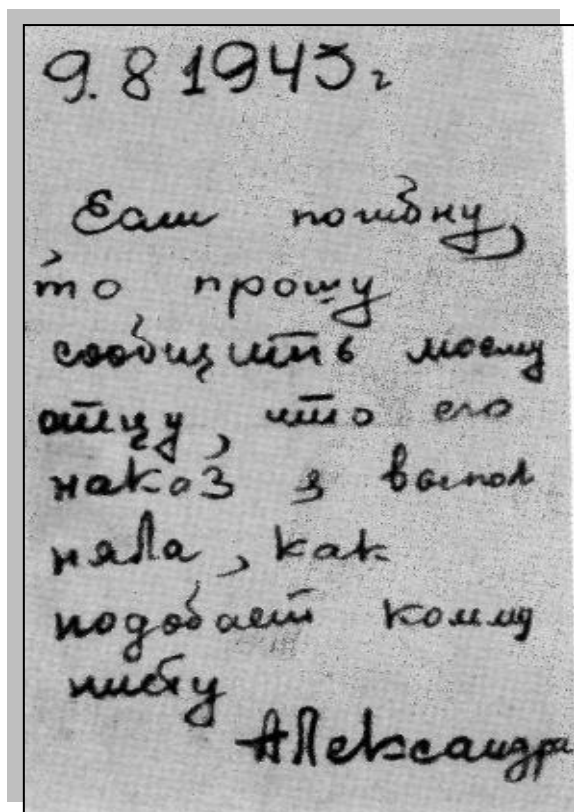 9.8 1943 г
Если погибну,
то прошу
сообщить моему
отцу, что его
наказ я выпол
няла, как
подобает комму
нисту
Александра